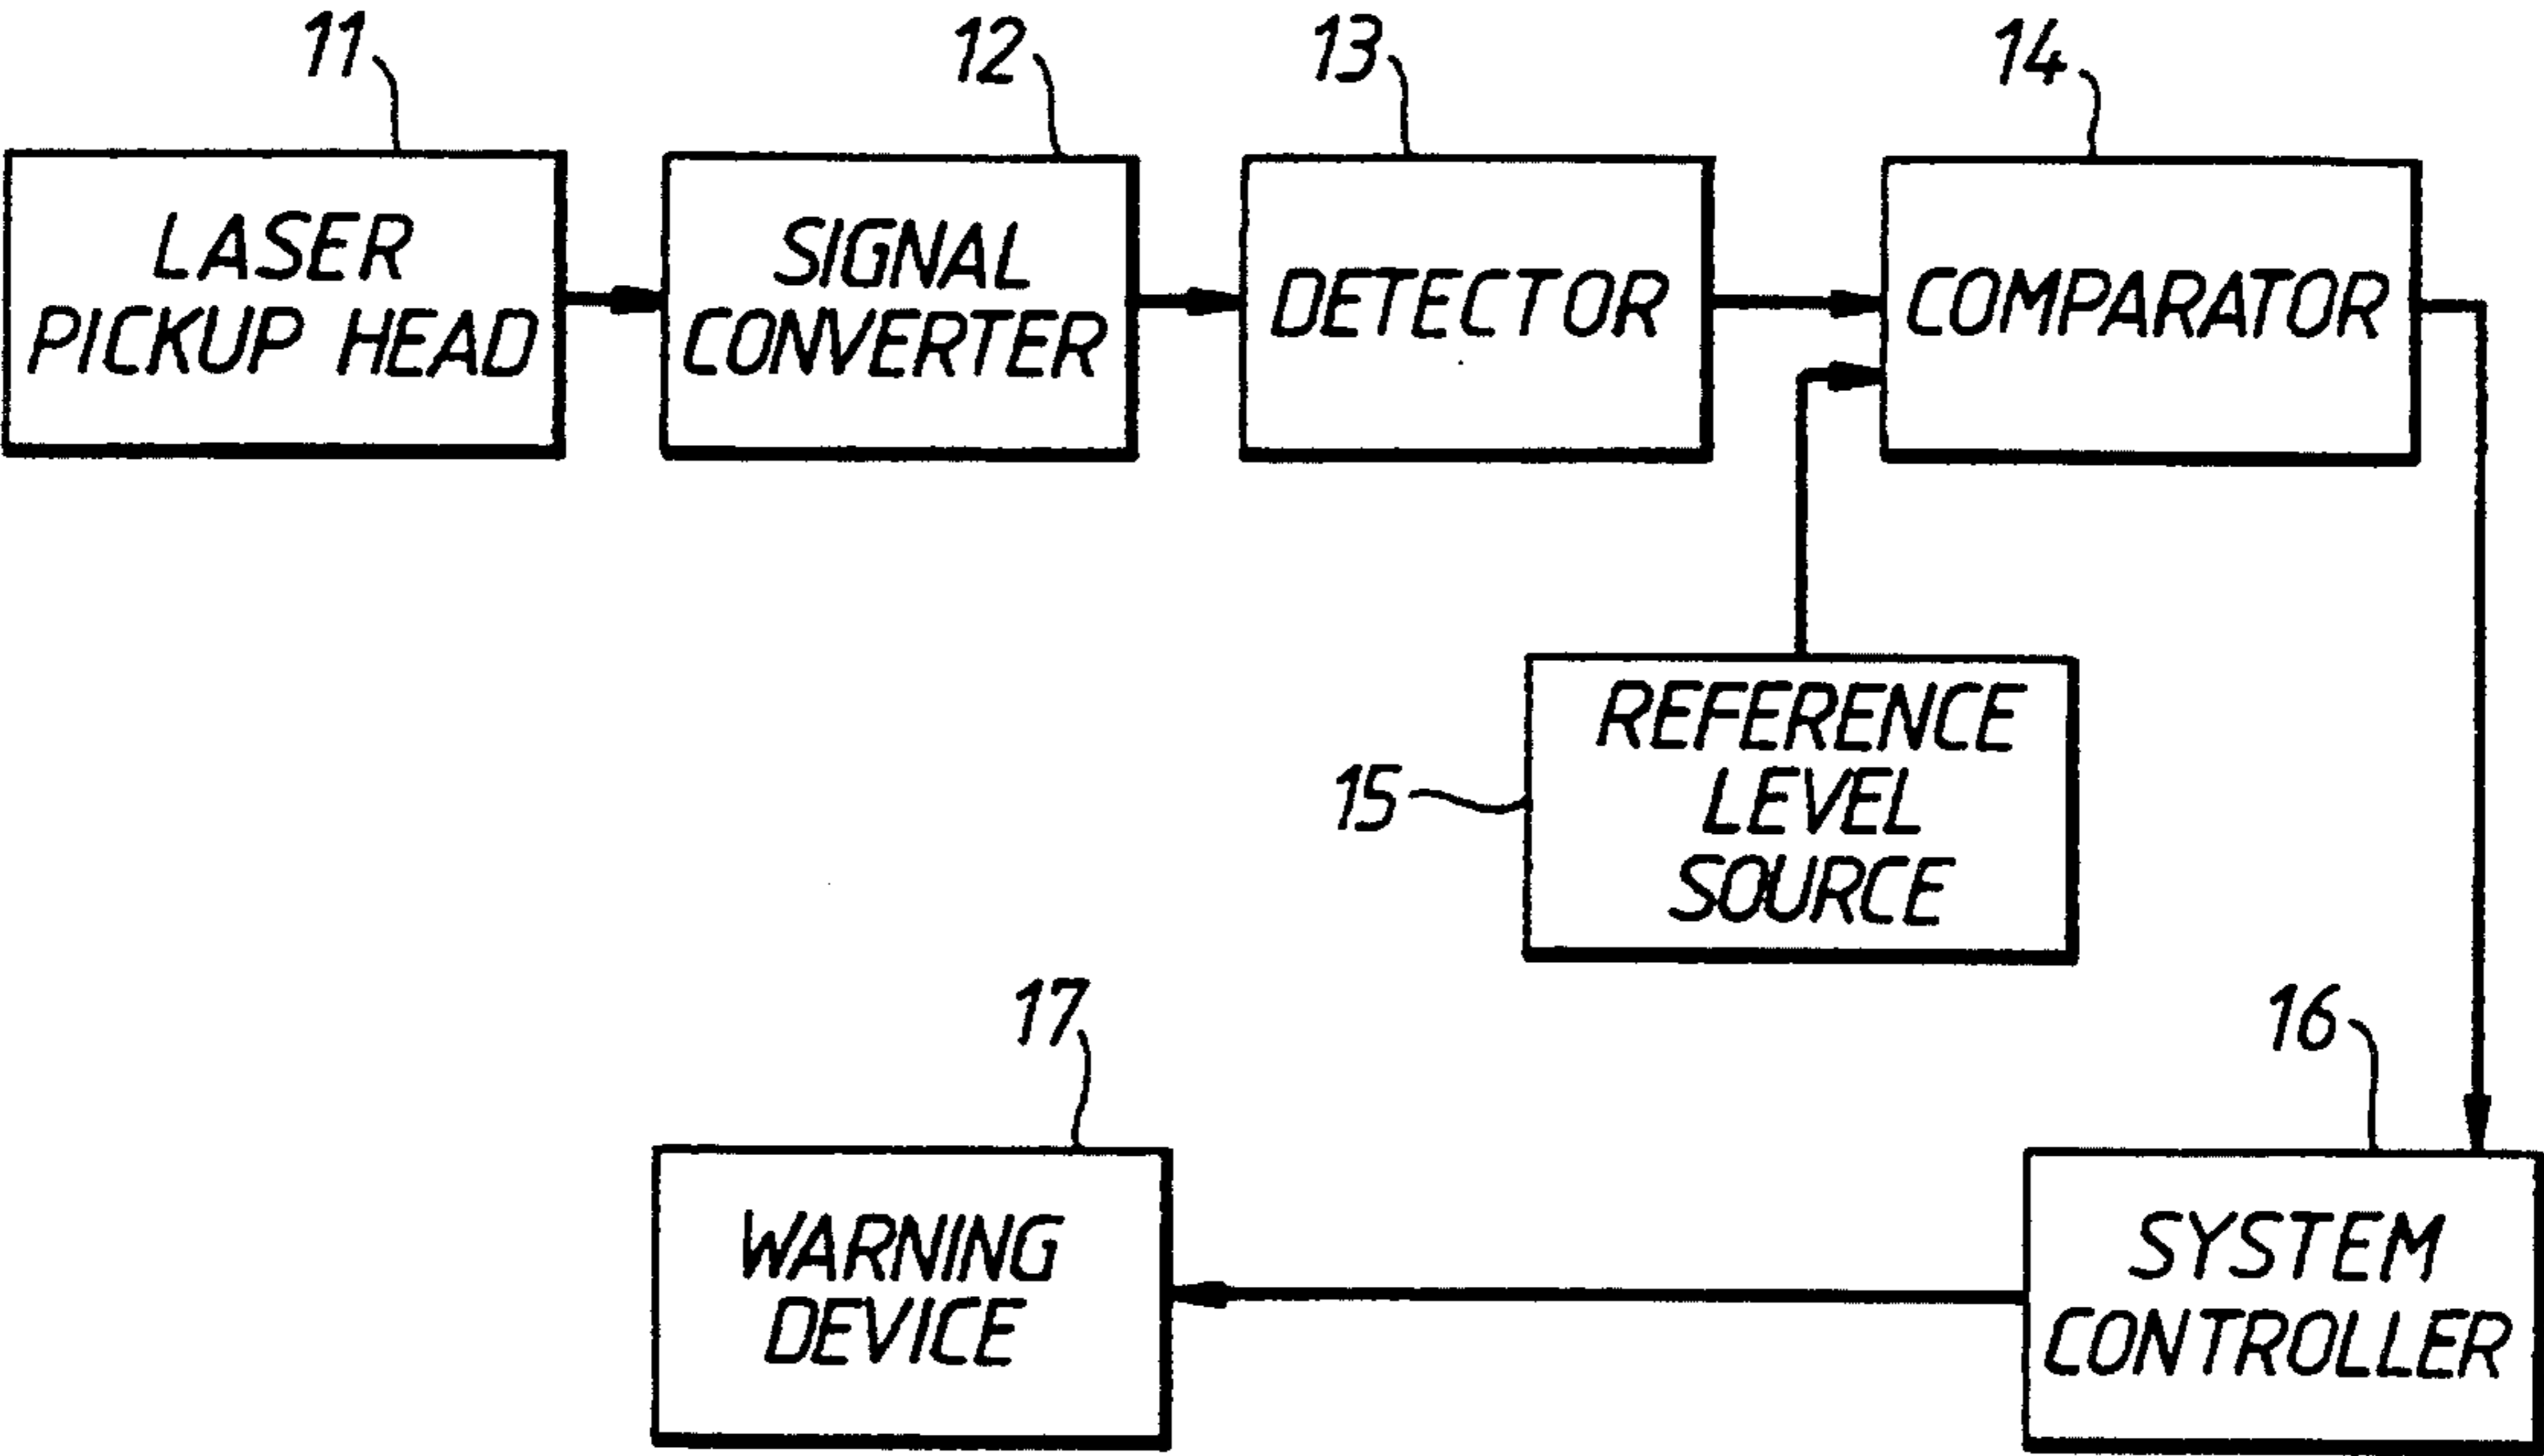 11
12
13
14
LASER
PICKUP HEAD
SIGNAL
CONVERTER
DETECTOR
COMPARATOR
15
REFERENCE
LEVEL
SOURCE
17
16
WARNING
DEVICE
SYSTEM
CONTROLLER